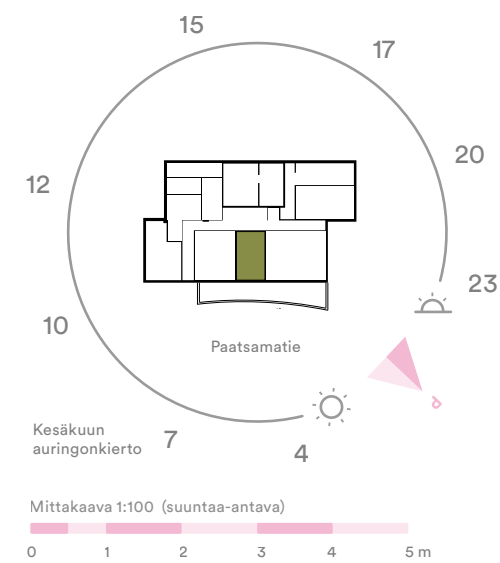 15
17
20
12
23
10
Paatsamatie
P
Kesäkuun
auringonkierto
7
4
Mittakaava 1:100 (suuntaa-antava)
0 1 2 3 4 5 m